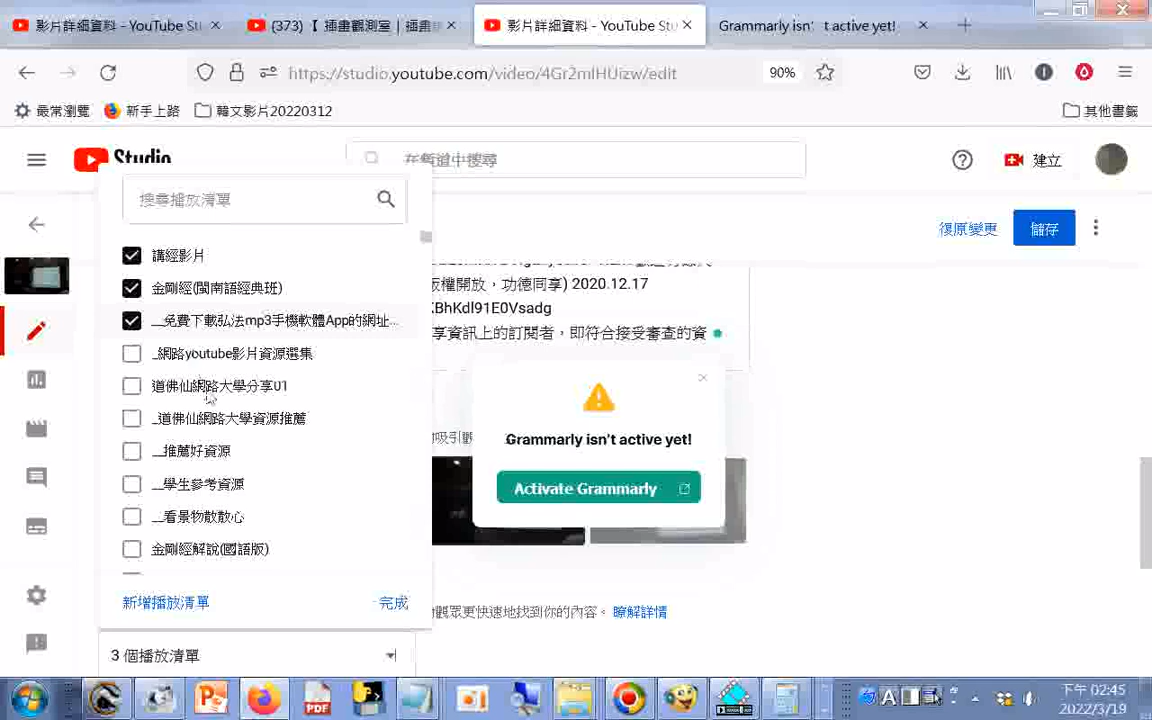 影片詳細資料 - YouTube St
(373)【 插畫觀測室 | 插畫
影片詳細資料 - YouTube St
Grammarly isn't active yet!
https://studio.youtube.com/video/4Gr2mlHUizw/edit
90%
最常瀏覽
新手上路
韓文影片20220312
其他書籤
Studio
在頻道中搜尋
建立
搜尋播放清單
復原變更
儲存
講經影片
金剛經(閩南語經典班)
__免費下載弘法mp3手機軟體App的網址...
_網路youtube影片資源選集
道佛仙網路大學分享01
_道佛仙網路大學資源推薦
__推薦好資源
__學生參考資源
__看景物散散心
金剛經解說(國語版)
新增播放清單
完成
3 個播放清單
版權開放，功德同享) 2020.12.17
BhKdl91E0Vsadg
享資訊上的訂閱者，即符合接受審查的資
Grammarly isn't active yet!
Activate Grammarly
的吸引觀
觀眾更快速地找到你的內容。 瞭解詳情
下午 02:45
2022/3/19